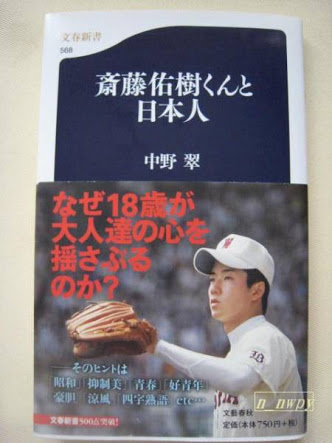 文春新書
568
斎藤佑樹くんと
日本人
中野 翠
なぜ18歳が
大人達の心を
揺さぶる
のか?
──そのヒントは
「昭和」「抑制美」「青春」「好青年」
「豪胆」「涼風」「四字熟語」etc…
文春新書500点突破!
文藝春秋
定価(本体750円+税)
W
n_nwpy